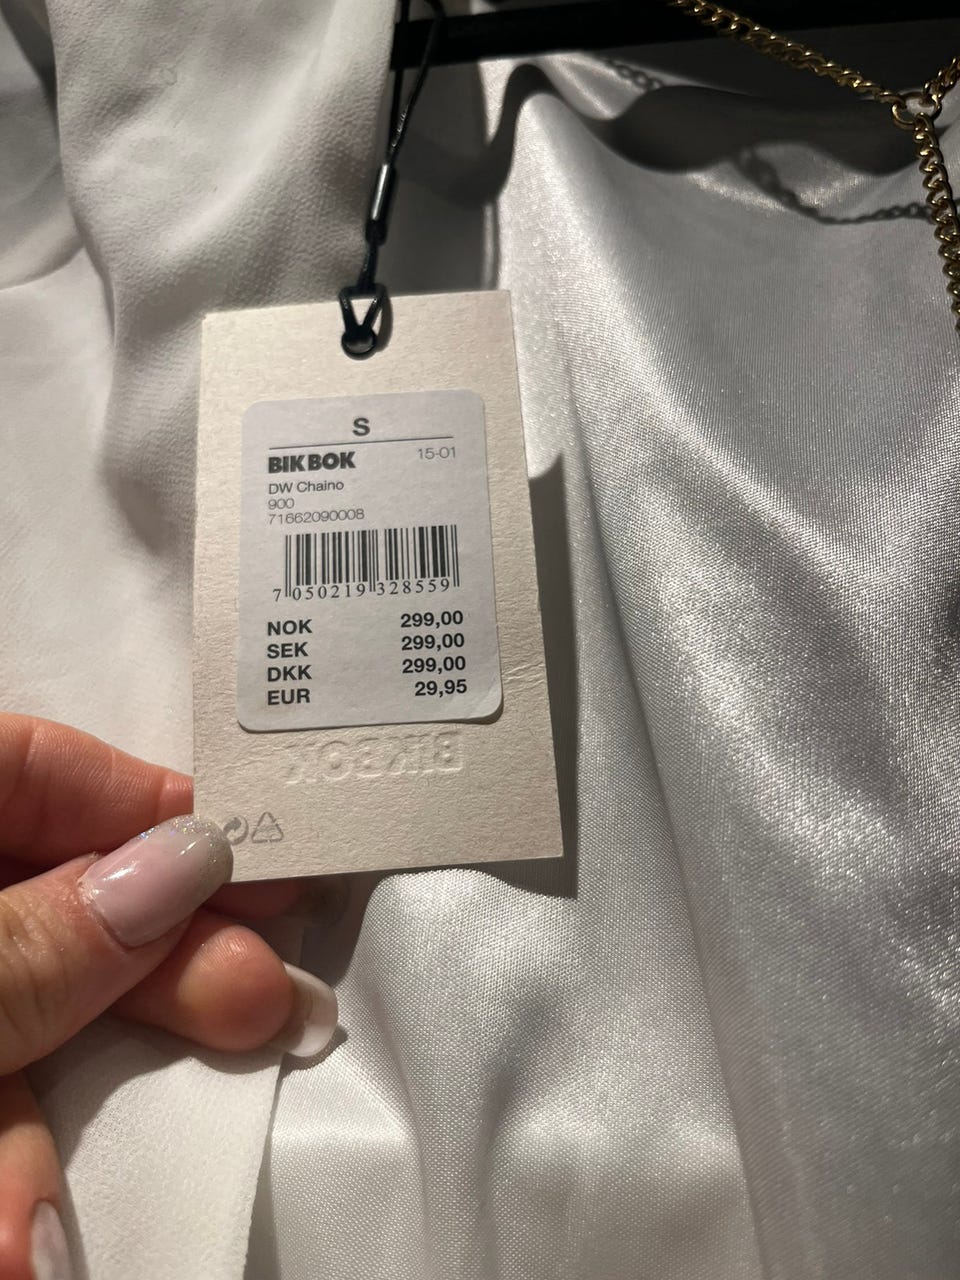 S
BIK BOK 15-01
DW Chaino
900
71662090008
7 050219 328559
NOK 299,00
SEK 299,00
DKK 299,00
EUR 29,95
BIKBOK